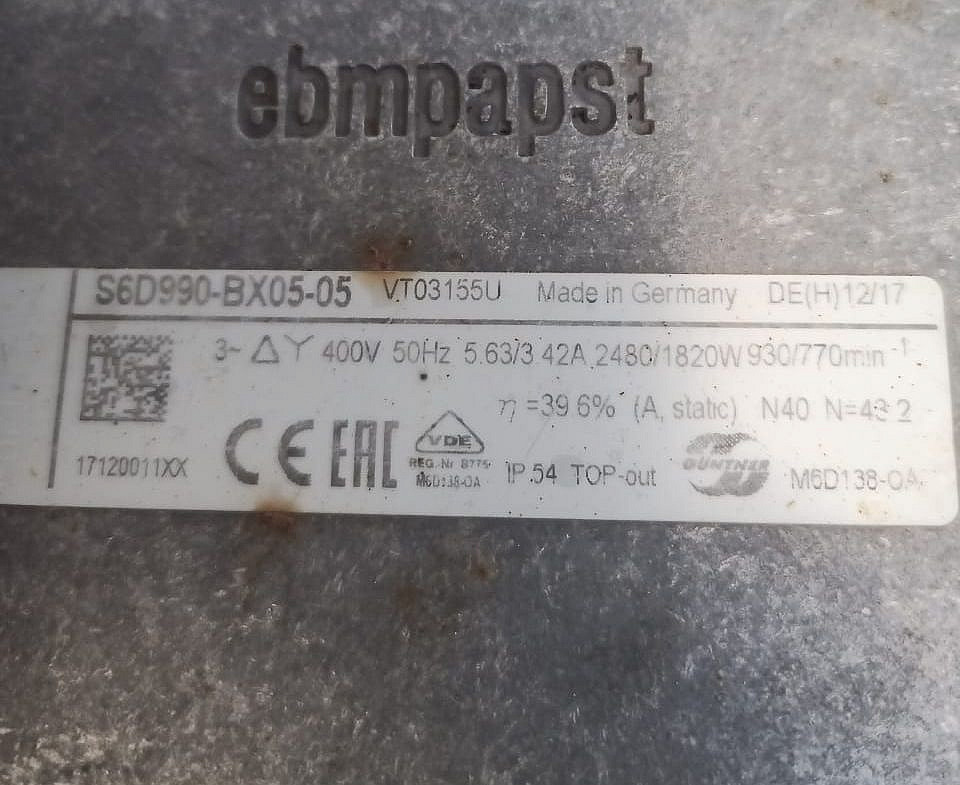 ebmpapst
S6D990-BX05-05 VT03155U Made in Germany DE(H)12/17
3~ △ Y 400V 50Hz 5.63/3.42A 2480/1820W 930/770min⁻¹
η =39.6% (A, static) N40 N=43.2
17120011XX CE EAC VDE REG.-Nr B775 M6D138-OA IP 54 TOP-out GÜNTNER M6D138-OA